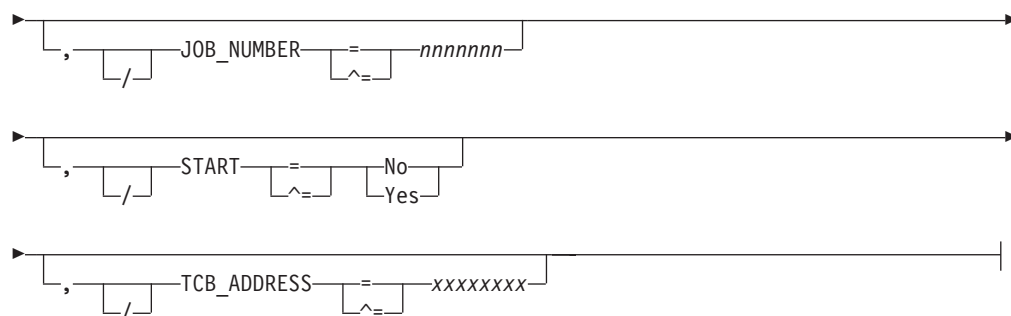 , / JOB_NUMBER = ^= nnnnnnn
, / START = ^= No Yes
, / TCB_ADDRESS = ^= xxxxxxxx